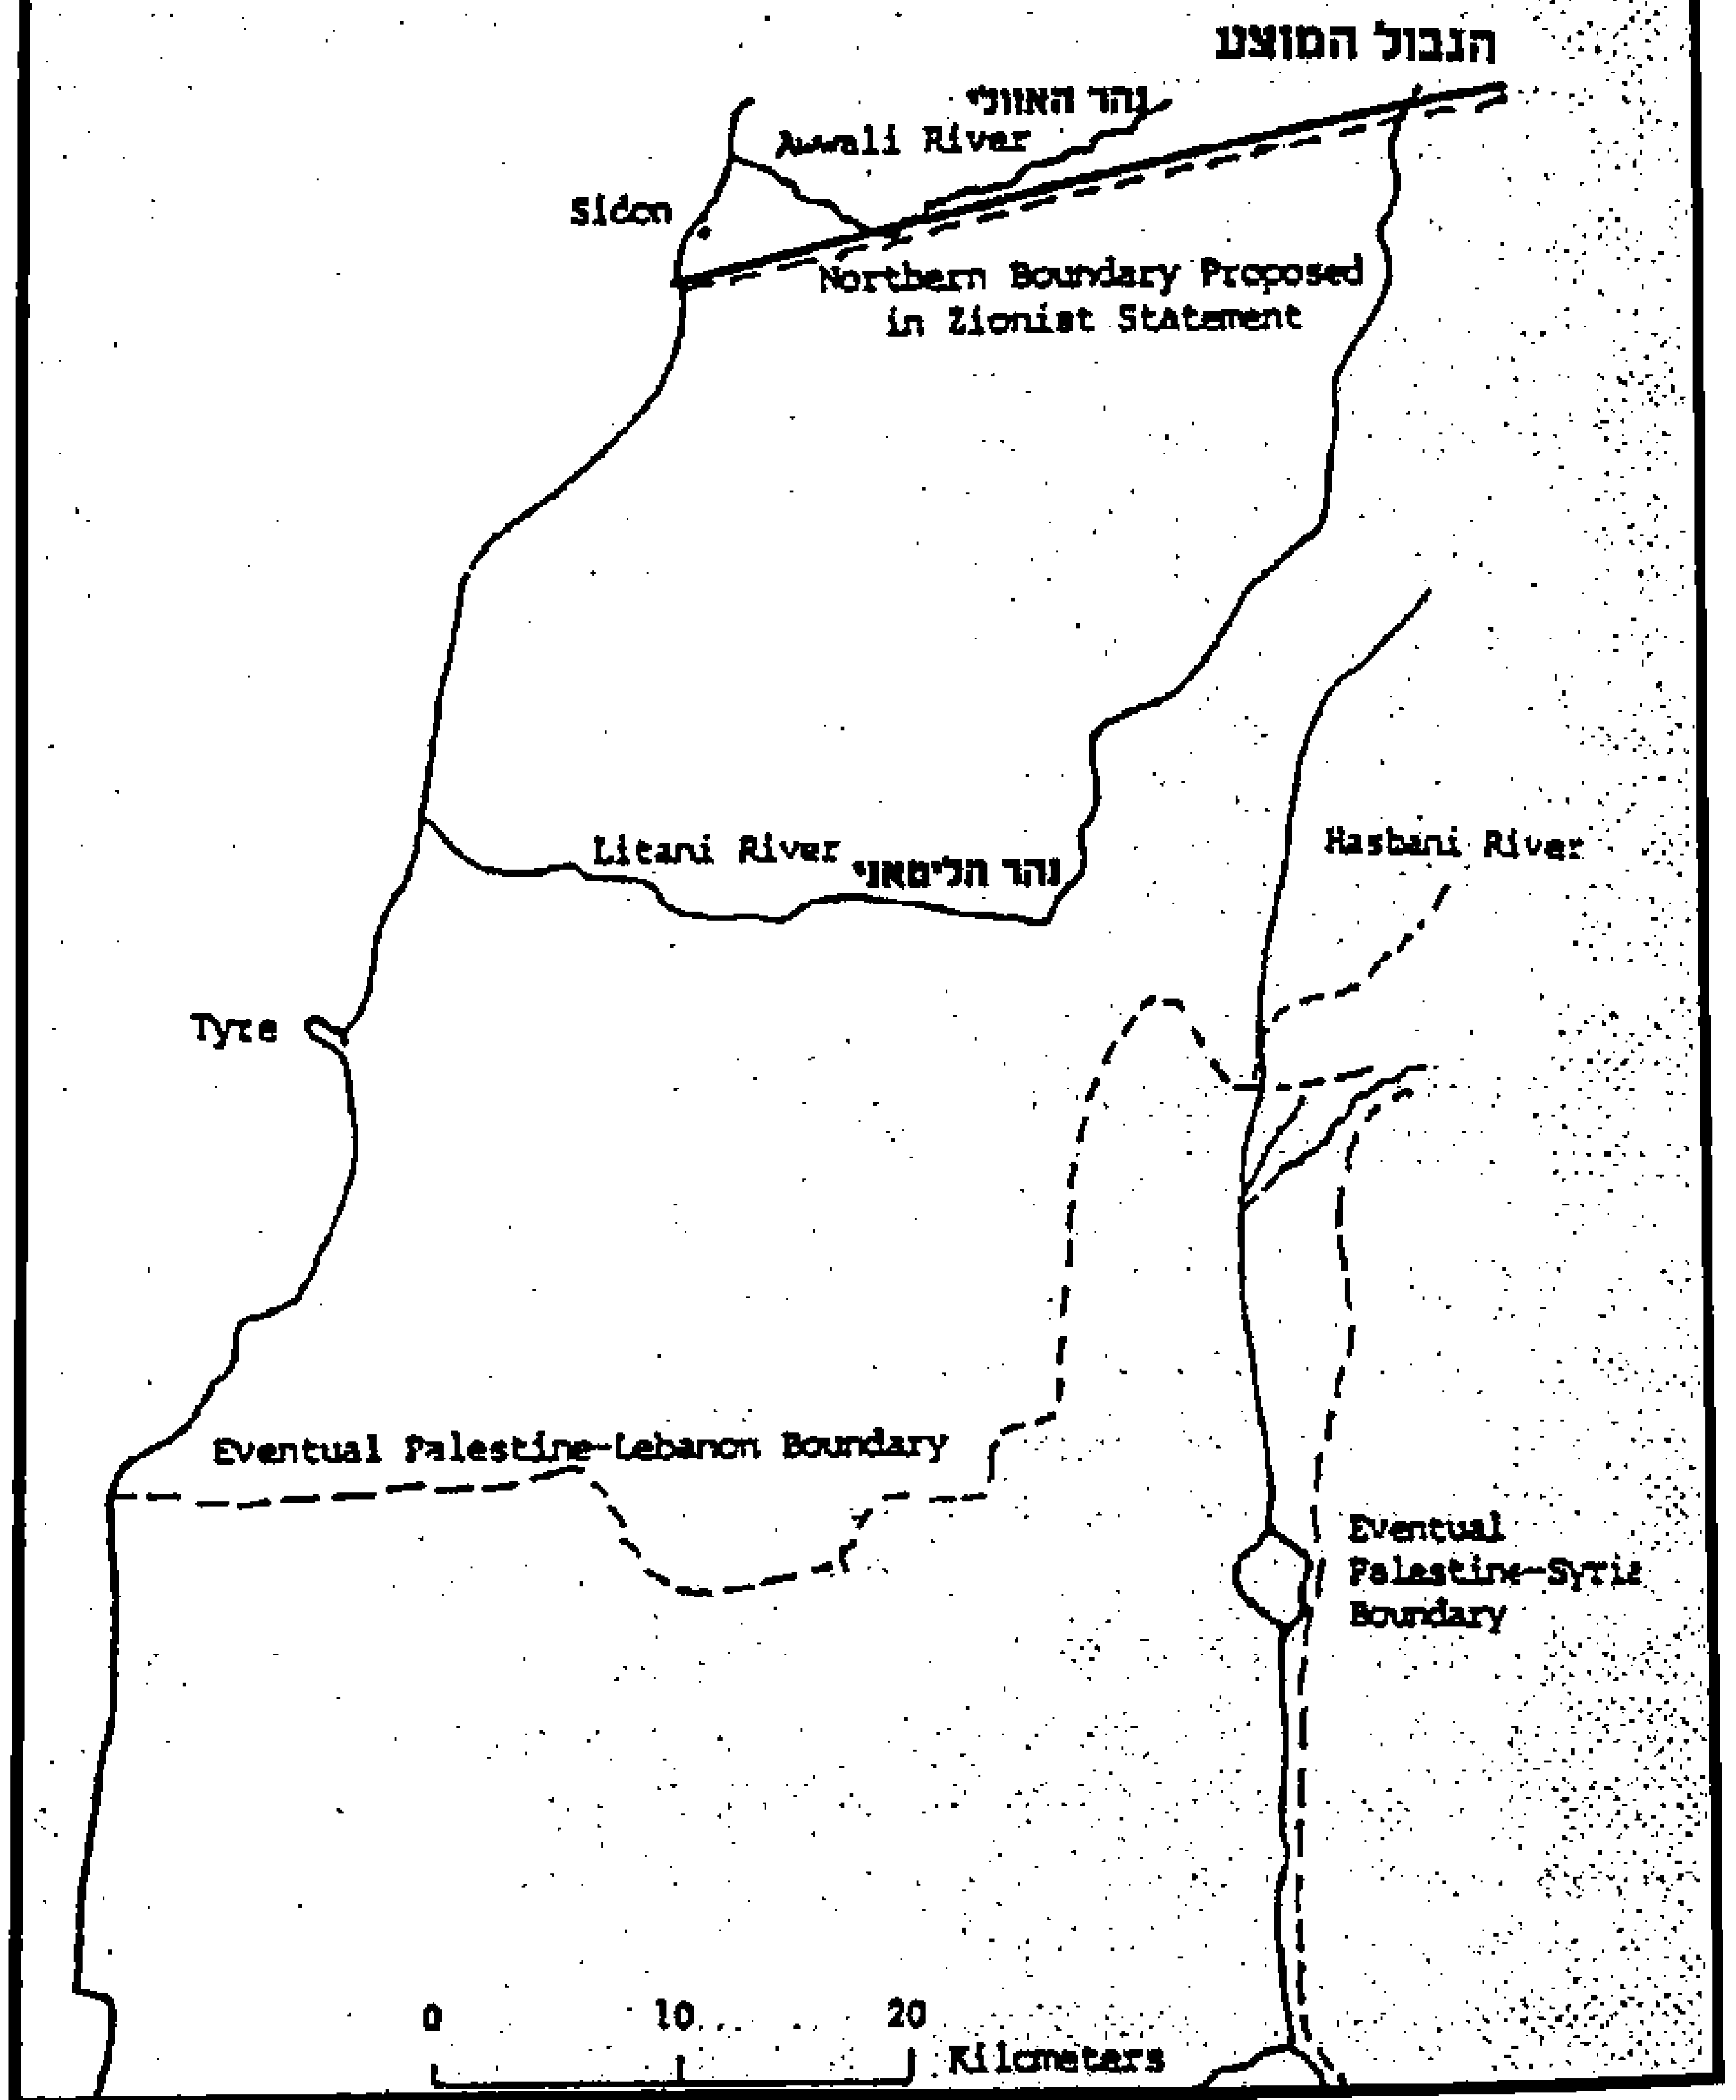 הגבול המוצע
נהר האוולי
Awwali River
Sidon
Northern Boundary Proposed
in Zionist Statement
Litani River
נהר הליטאני
Hasbani River
Tyre
Eventual Palestine-Lebanon Boundary
Eventual
Palestine-Syria
Boundary
0 10 20
Kilometers